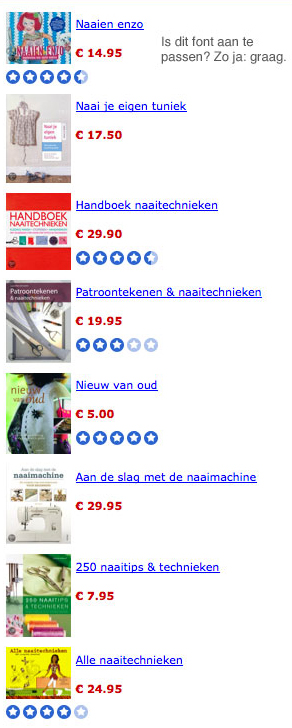 NAAIEN ENZO
Naaien enzo
€ 14.95
Is dit font aan te
passen? Zo ja: graag.
Naai je eigen tuniek
Naai je eigen
tuniek
€ 17.50
Handboek naaitechnieken
HANDBOEK
NAAITECHNIEKEN
€ 29.90
Patroontekenen & naaitechnieken
Patroontekenen
& naaitechnieken
€ 19.95
Nieuw van oud
nieuw
van oud
€ 5.00
Aan de slag met de naaimachine
Aan de slag met de
naaimachine
€ 29.95
250 naaitips & technieken
250 NAAITIPS
& TECHNIEKEN
€ 7.95
Alle naaitechnieken
Alle naaitechnieken
€ 24.95